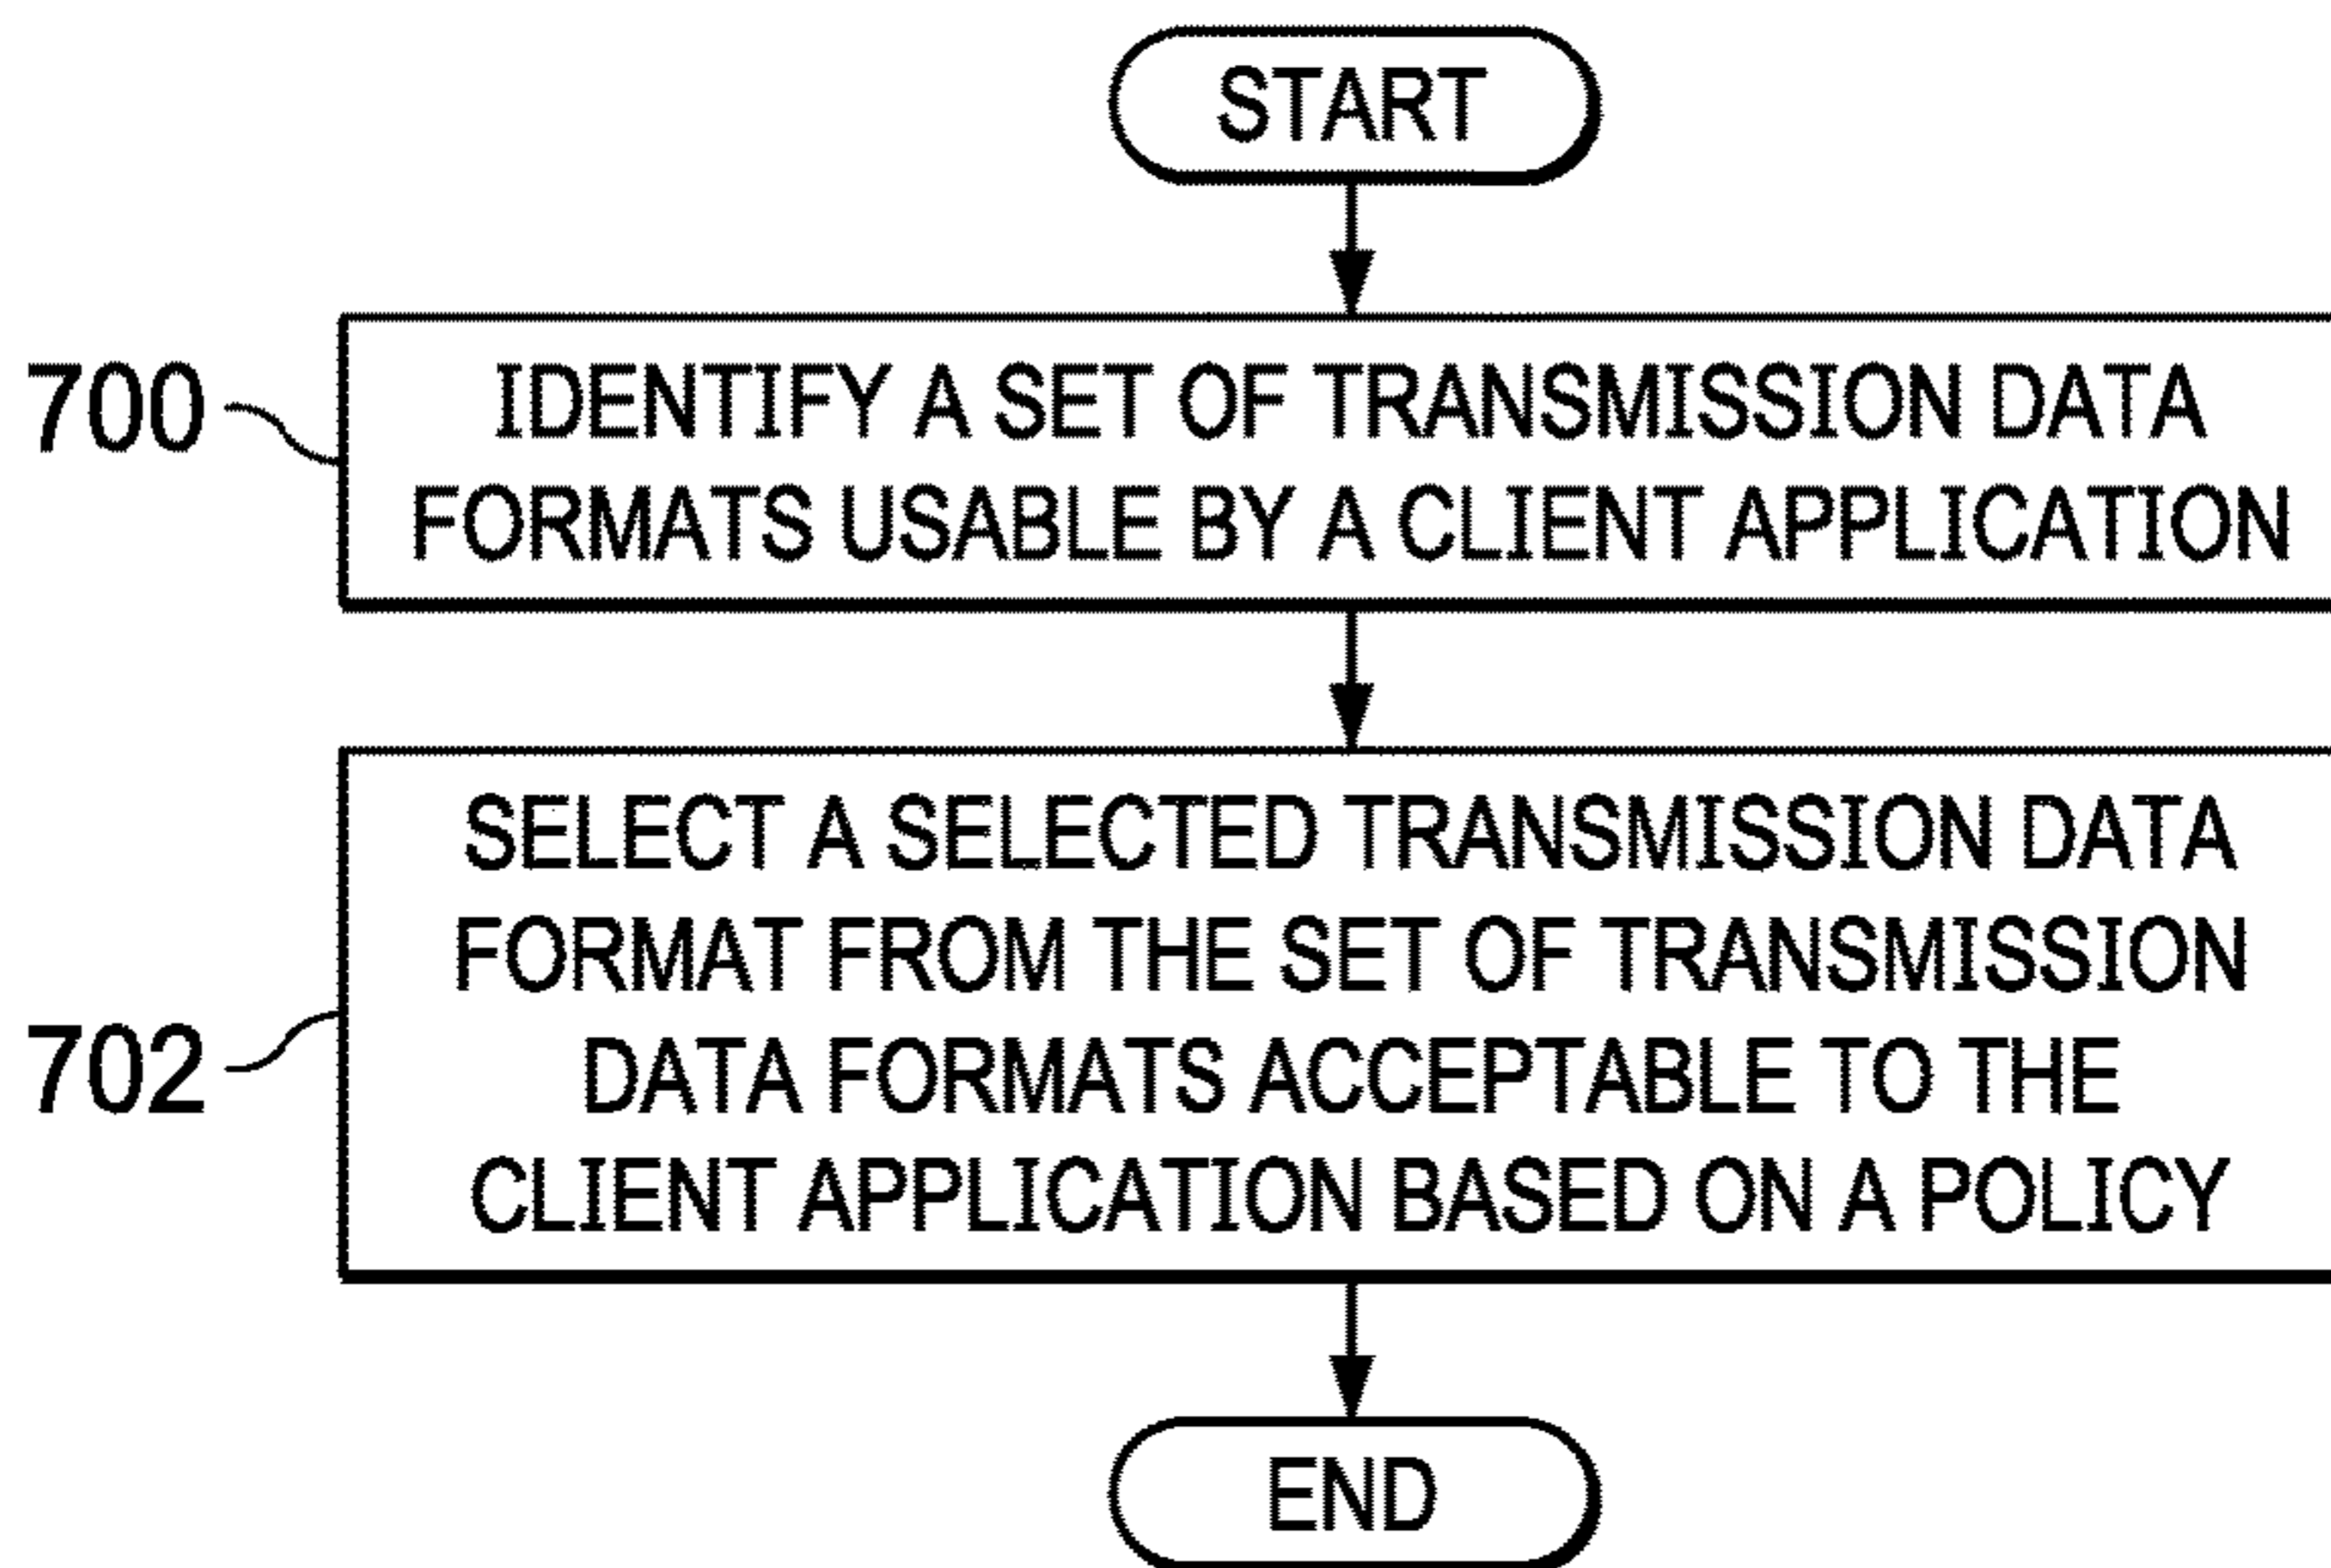 START
700
IDENTIFY A SET OF TRANSMISSION DATA
FORMATS USABLE BY A CLIENT APPLICATION
702
SELECT A SELECTED TRANSMISSION DATA
FORMAT FROM THE SET OF TRANSMISSION
DATA FORMATS ACCEPTABLE TO THE
CLIENT APPLICATION BASED ON A POLICY
END